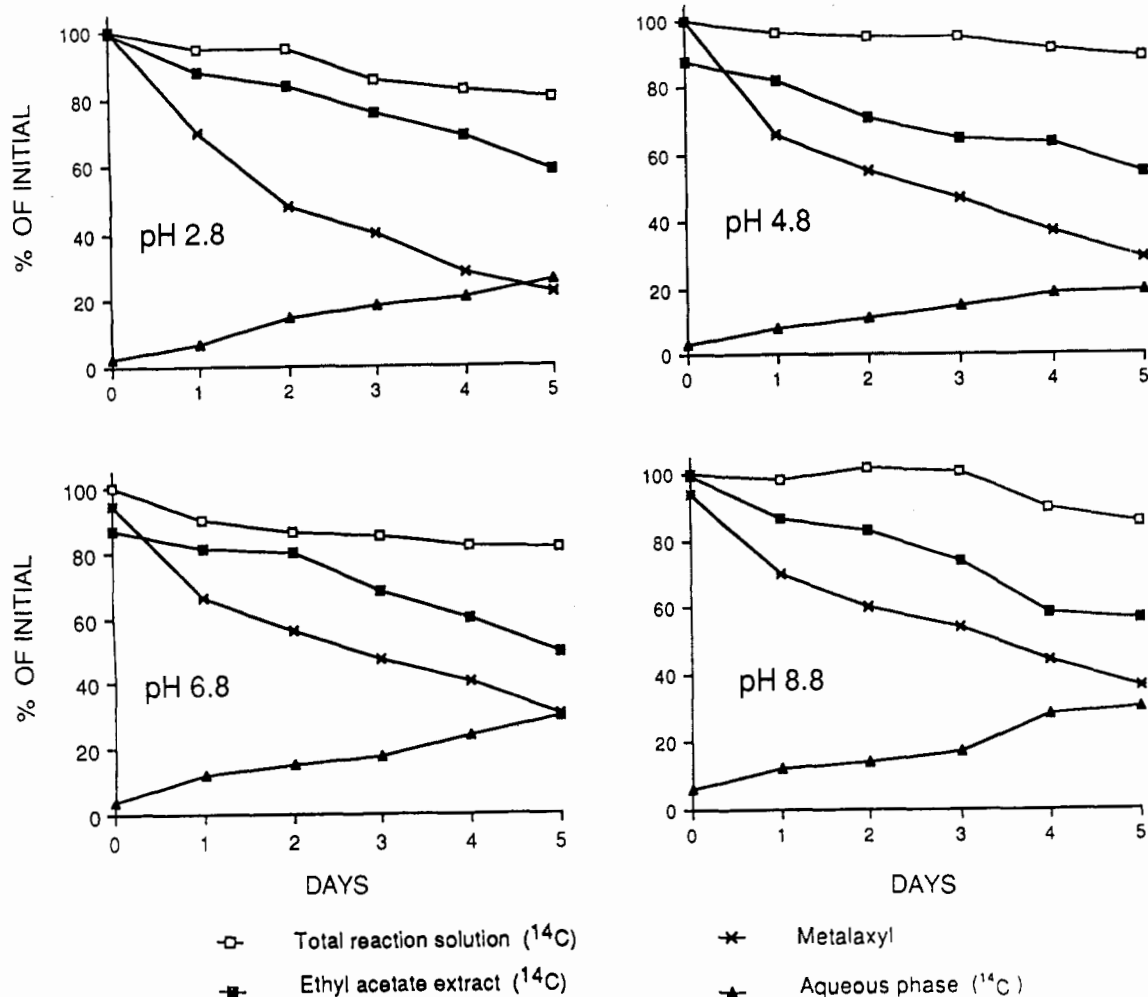 100
80
60
40
20
0
% OF INITIAL
pH 2.8
0 1 2 3 4 5
100
80
60
40
20
0
pH 4.8
0 1 2 3 4 5
100
80
60
40
20
0
% OF INITIAL
pH 6.8
0 1 2 3 4 5
DAYS
100
80
60
40
20
0
pH 8.8
0 1 2 3 4 5
DAYS
Total reaction solution (¹⁴C)
Metalaxyl
Ethyl acetate extract (¹⁴C)
Aqueous phase (¹⁴C)